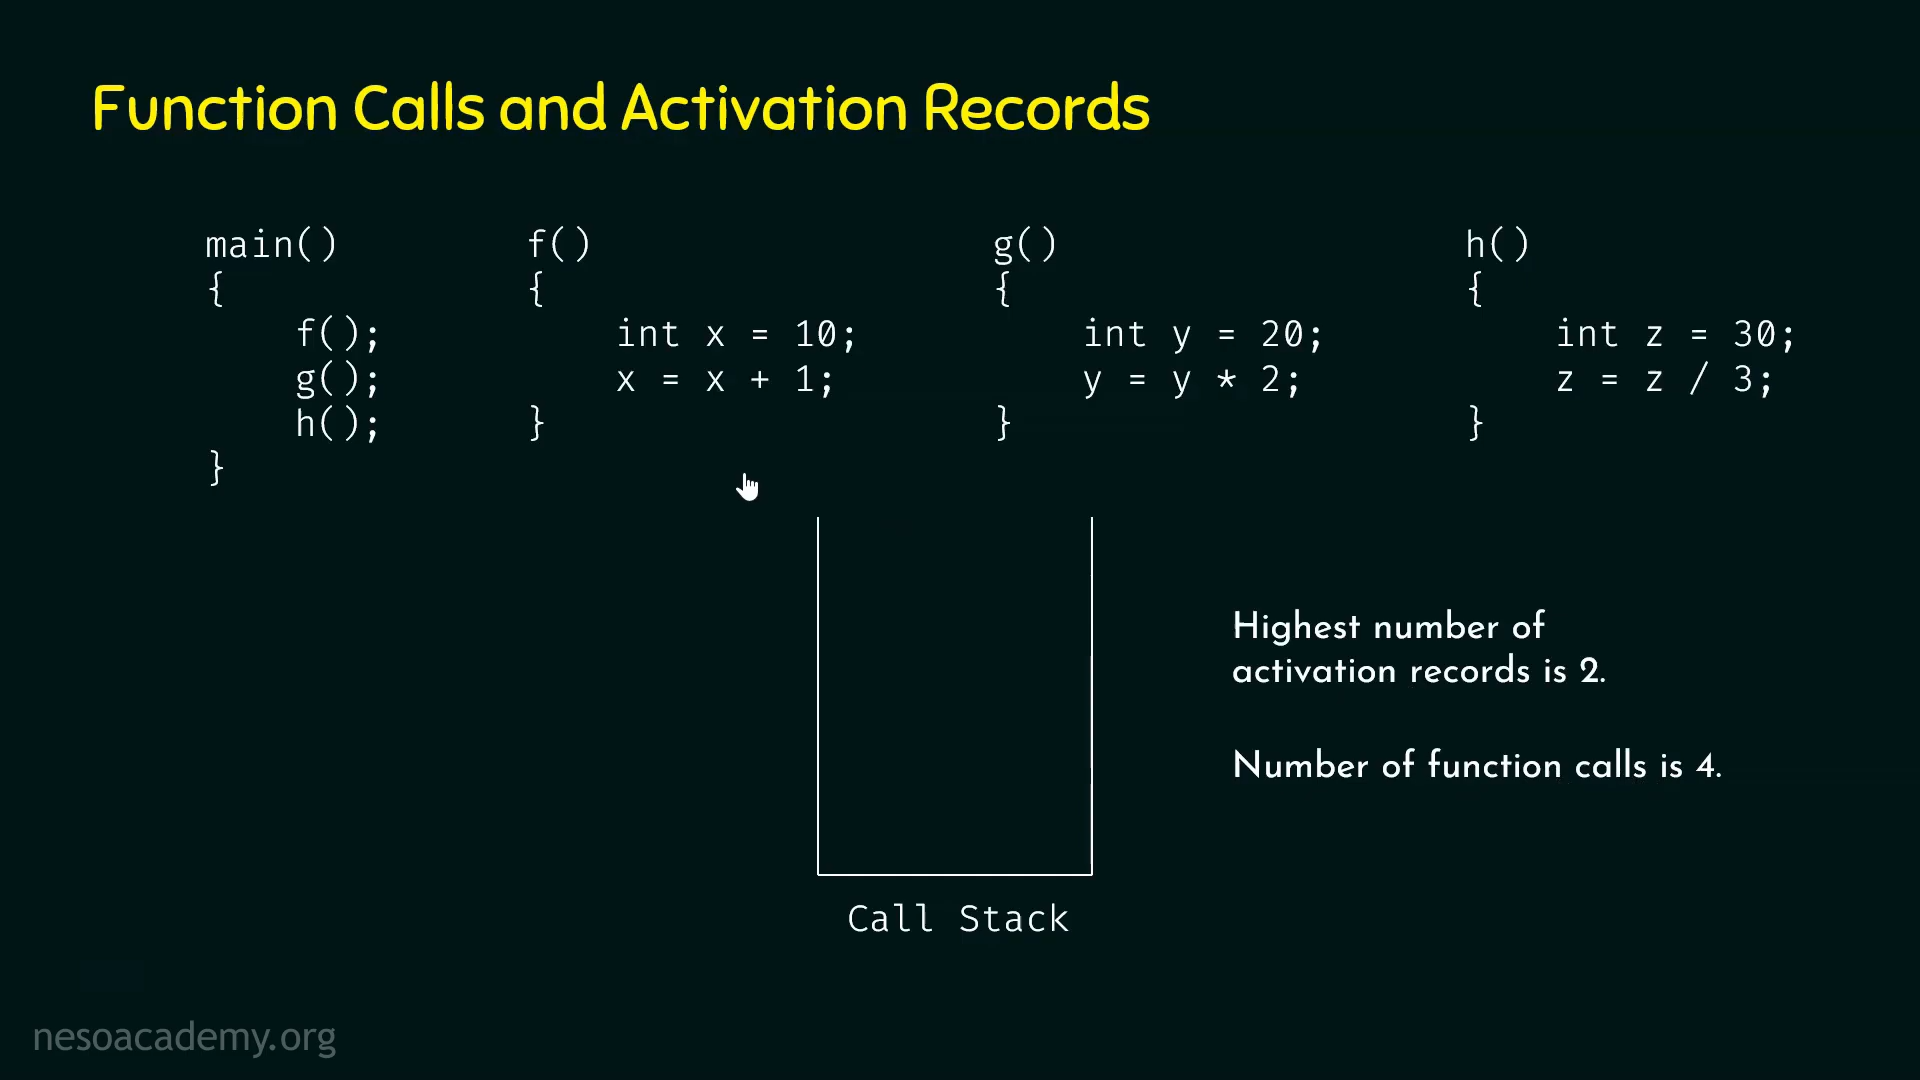 Function Calls and Activation Records
main()
{
f();
g();
h();
}
f()
{
int x = 10;
x = x + 1;
}
g()
{
int y = 20;
y = y * 2;
}
h()
{
int z = 30;
z = z / 3;
}
Highest number of
activation records is 2.
Number of function calls is 4.
Call Stack
nesoacademy.org